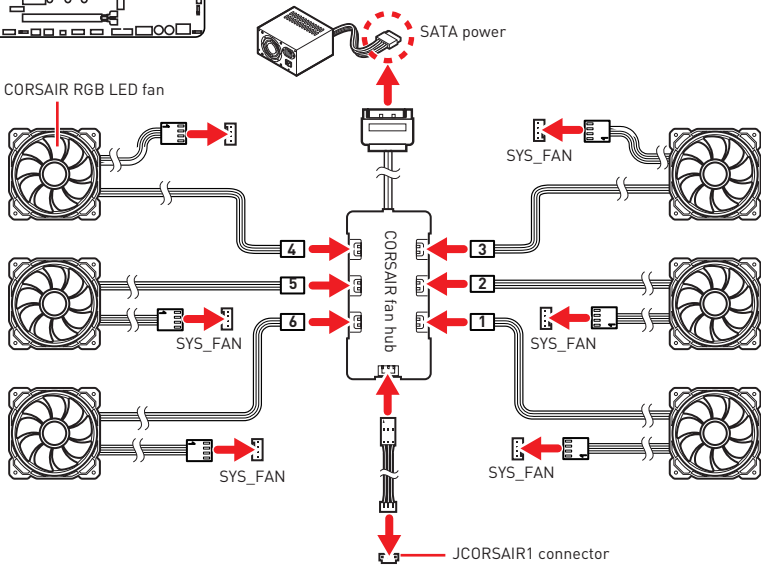 SATA power
CORSAIR RGB LED fan
SYS_FAN
4
3
CORSAIR fan hub
5
2
6
1
SYS_FAN
SYS_FAN
SYS_FAN
SYS_FAN
JCORSAIR1 connector